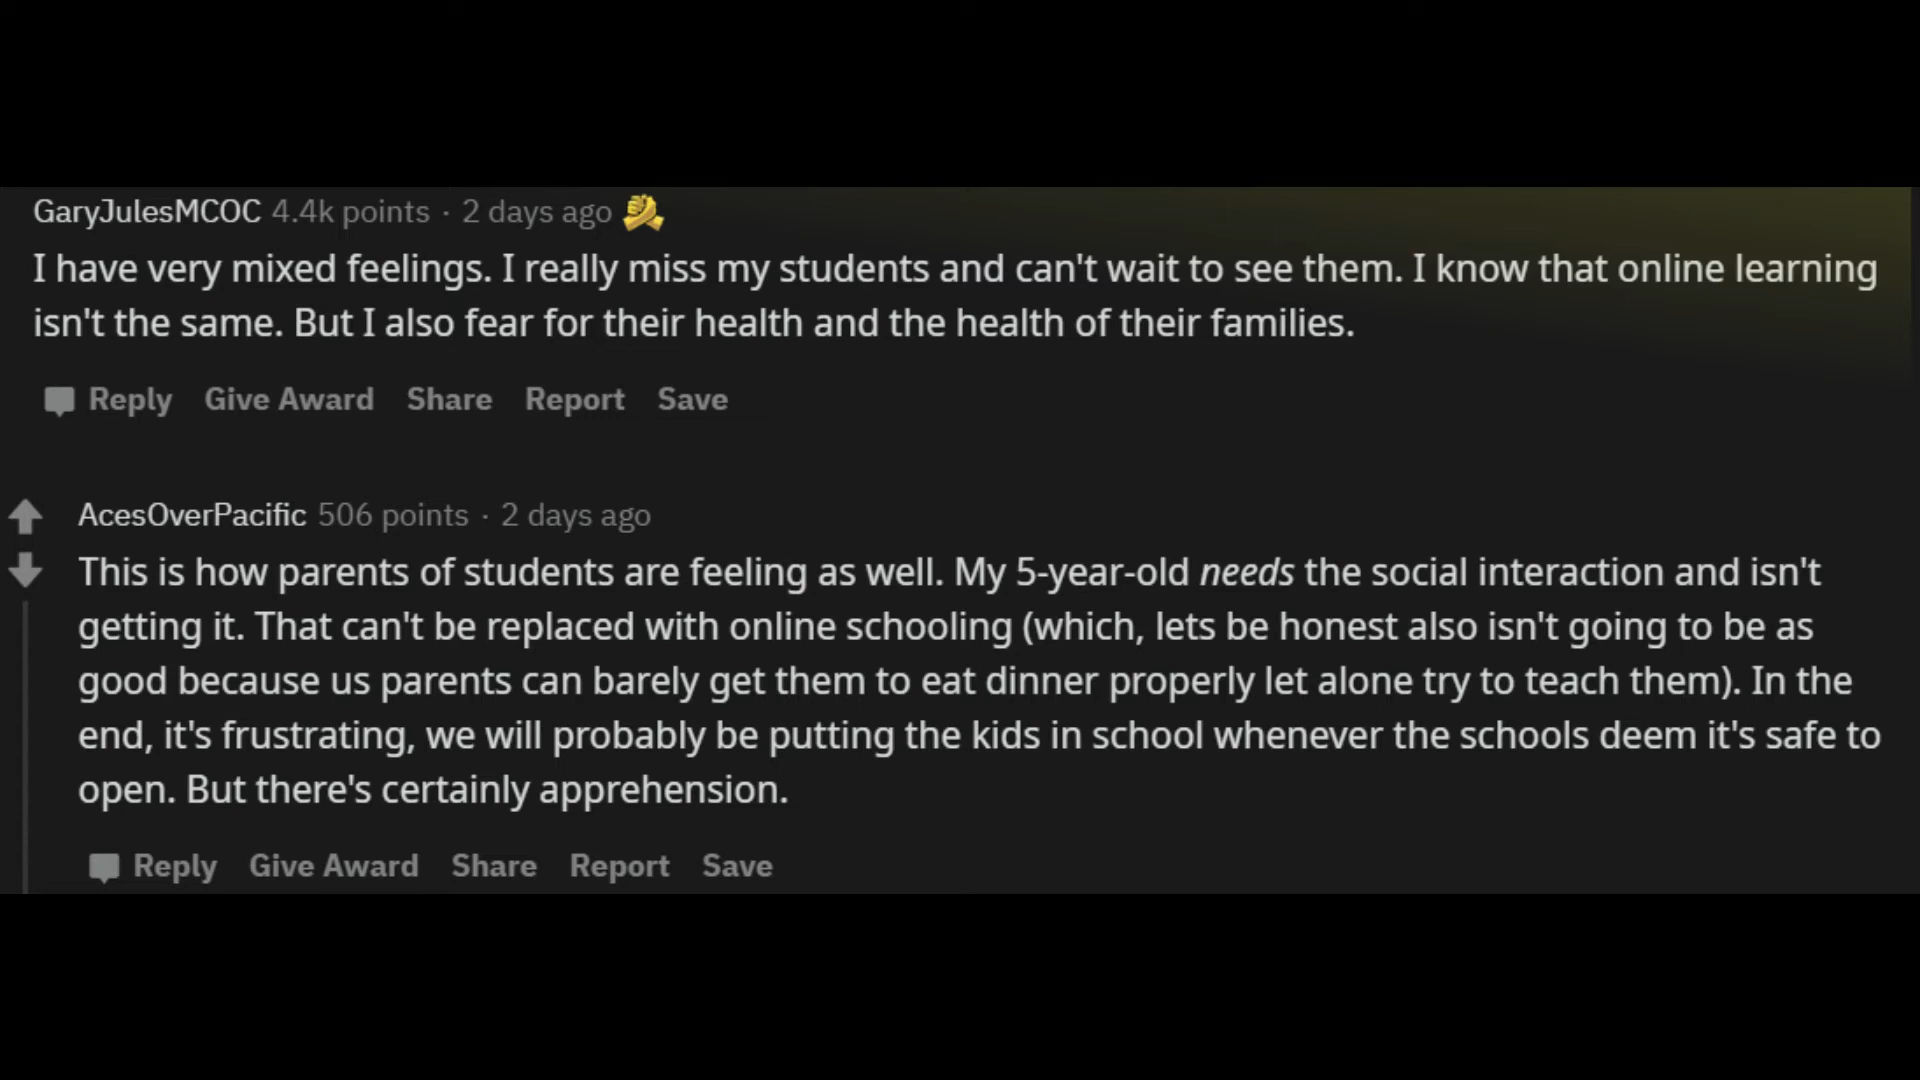 GaryJulesMCOC 4.4k points · 2 days ago
I have very mixed feelings. I really miss my students and can't wait to see them. I know that online learning
isn't the same. But I also fear for their health and the health of their families.
Reply Give Award Share Report Save
AcesOverPacific 506 points · 2 days ago
This is how parents of students are feeling as well. My 5-year-old needs the social interaction and isn't
getting it. That can't be replaced with online schooling (which, lets be honest also isn't going to be as
good because us parents can barely get them to eat dinner properly let alone try to teach them). In the
end, it's frustrating, we will probably be putting the kids in school whenever the schools deem it's safe to
open. But there's certainly apprehension.
Reply Give Award Share Report Save